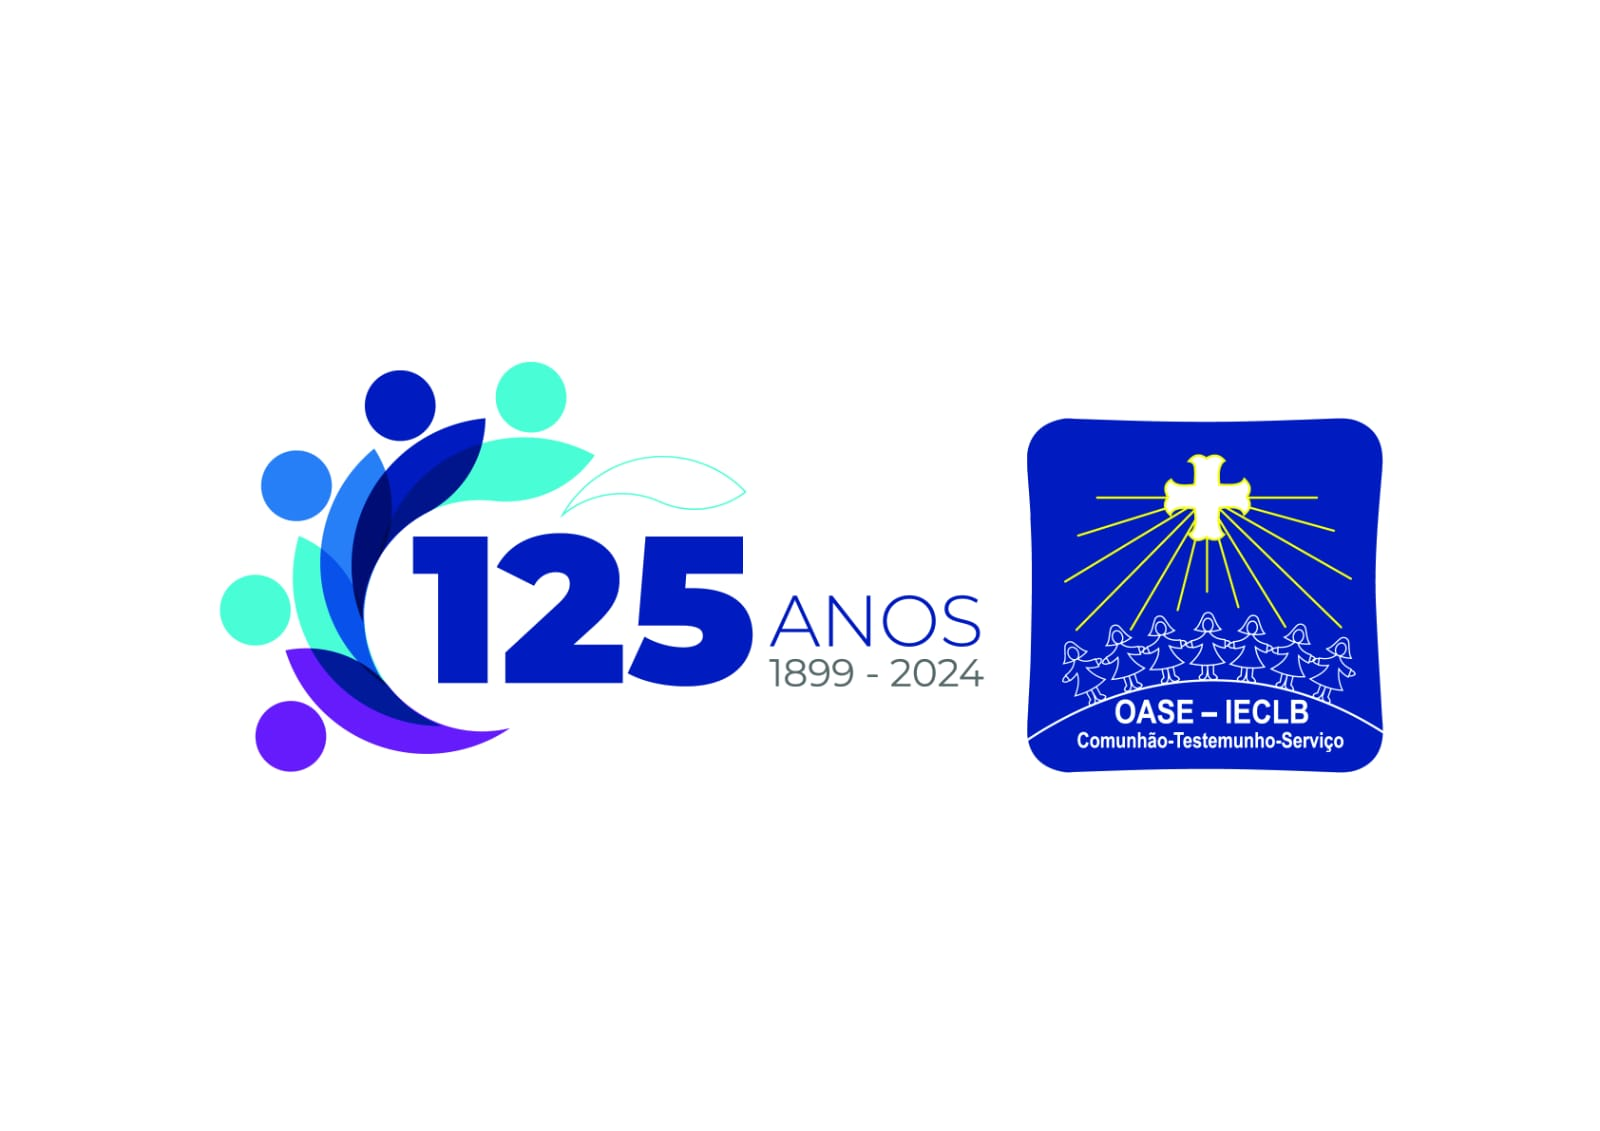 125 ANOS
1899 - 2024
OASE – IECLB
Comunhão-Testemunho-Serviço